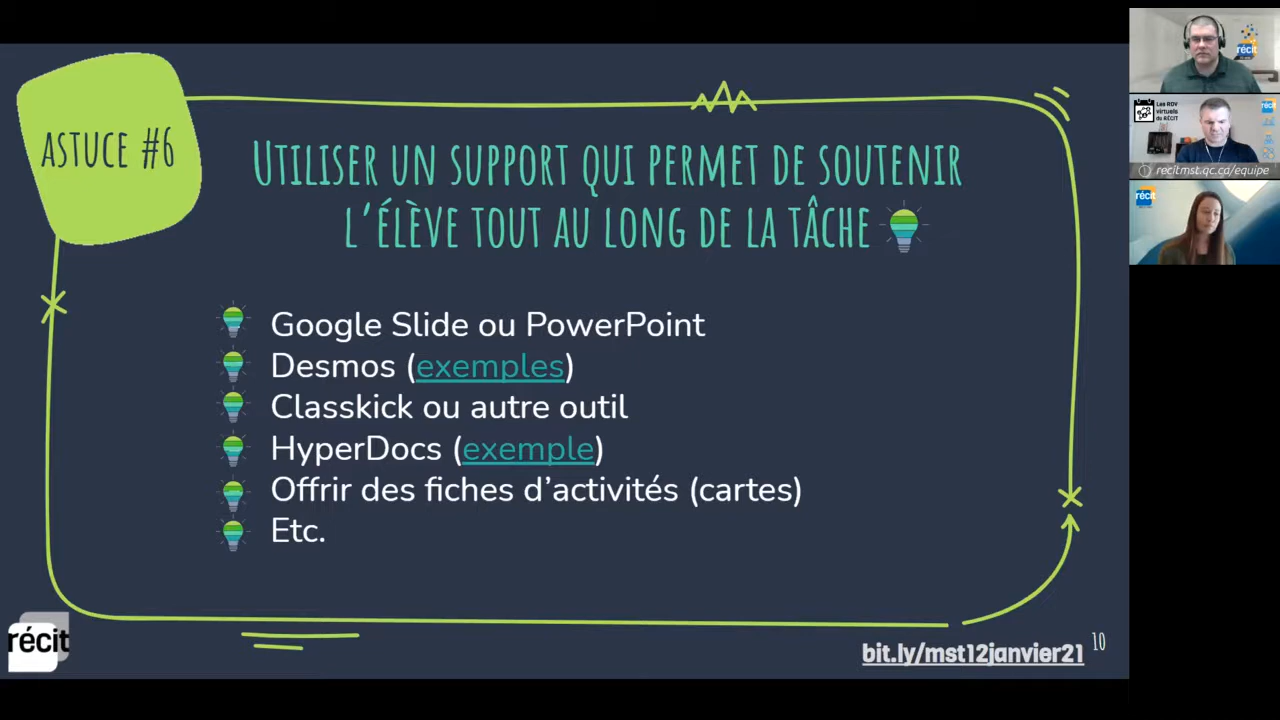 ASTUCE #6
UTILISER UN SUPPORT QUI PERMET DE SOUTENIR
L'ÉLÈVE TOUT AU LONG DE LA TÂCHE
Google Slide ou PowerPoint
Desmos (exemples)
Classkick ou autre outil
HyperDocs (exemple)
Offrir des fiches d'activités (cartes)
Etc.
récit
bit.ly/mst12janvier21
10
récit
Les RDV
virtuels
du RÉCIT
récit
recitmst.qc.ca/equipe
récit